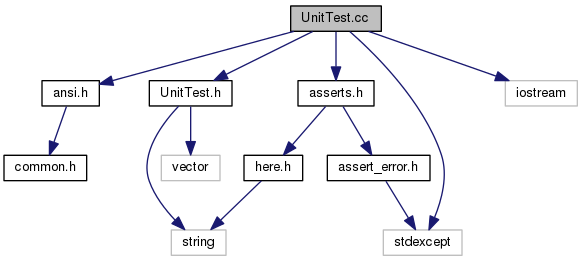 UnitTest.cc
ansi.h
UnitTest.h
asserts.h
iostream
common.h
vector
here.h
assert_error.h
string
stdexcept